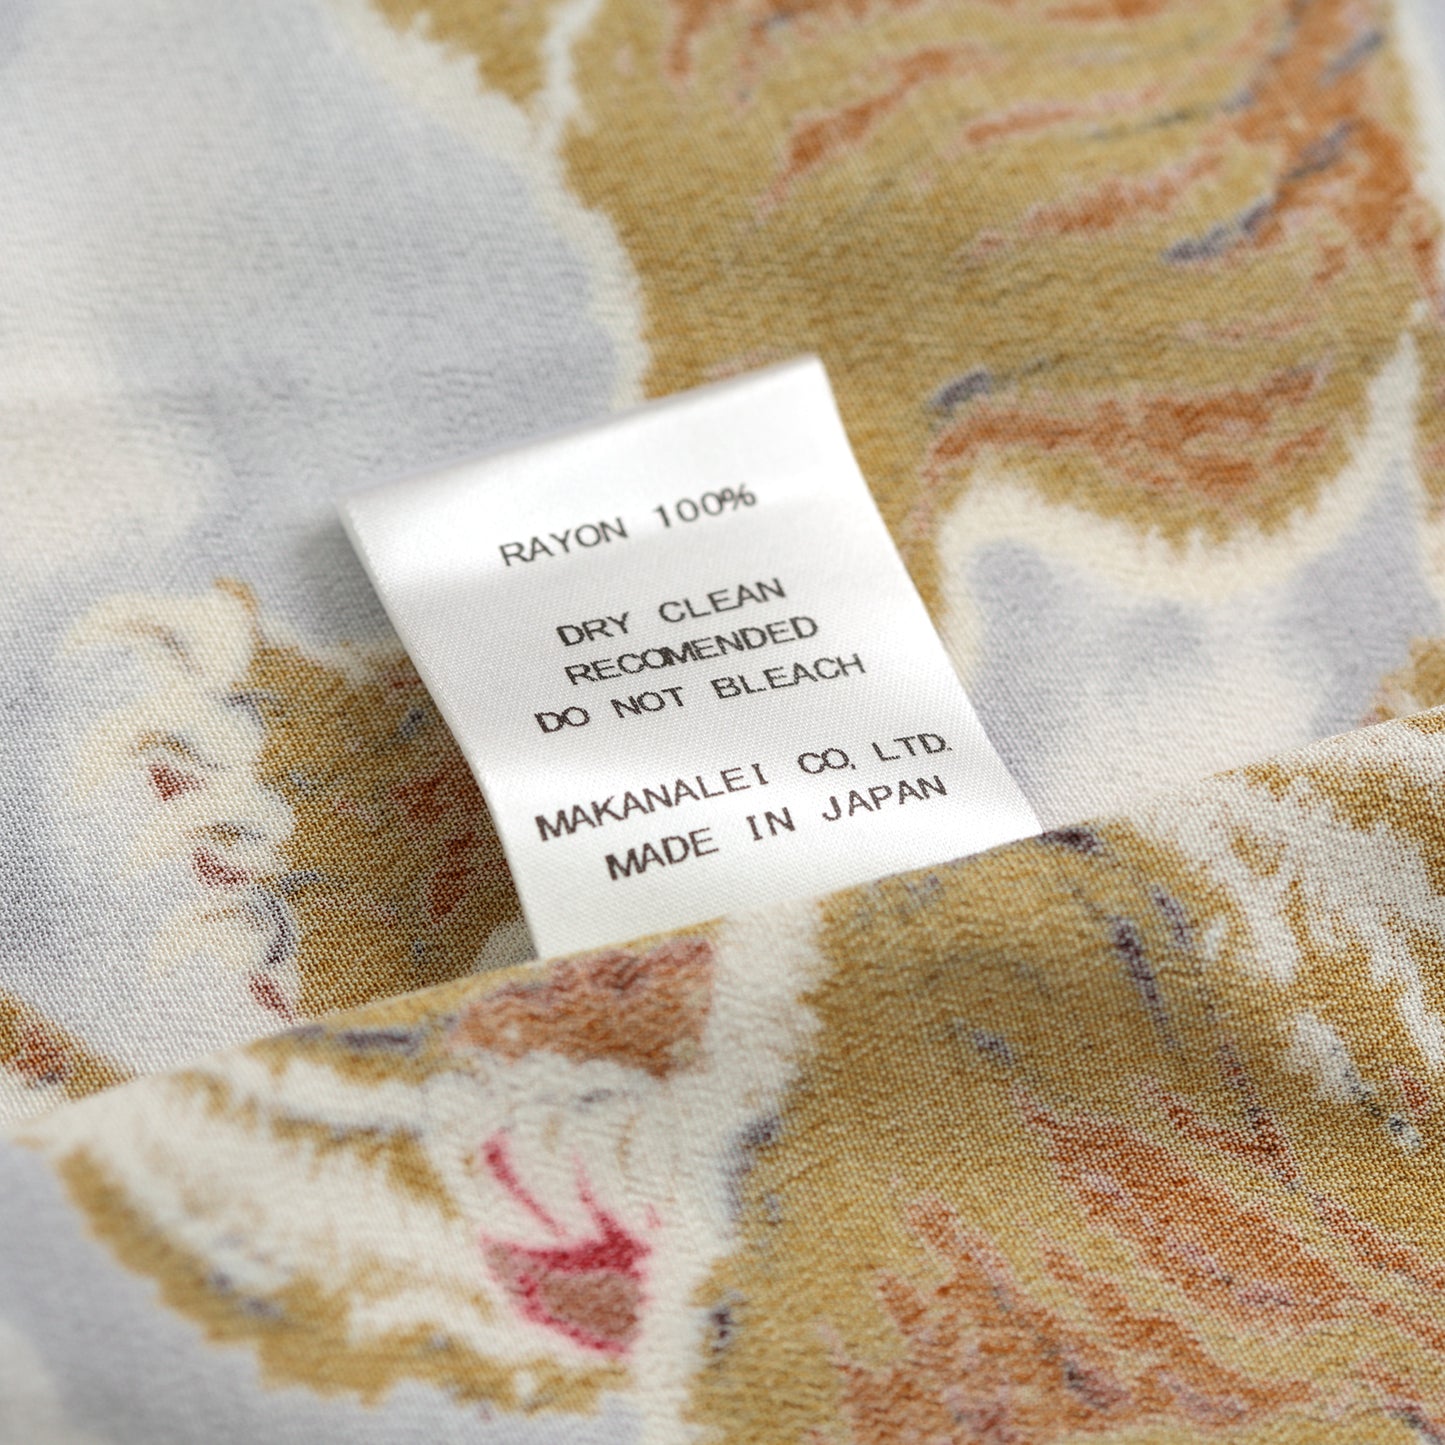 RAYON 100%
DRY CLEAN
RECOMENDED
DO NOT BLEACH
MAKANALEI CO, LTD.
MADE IN JAPAN